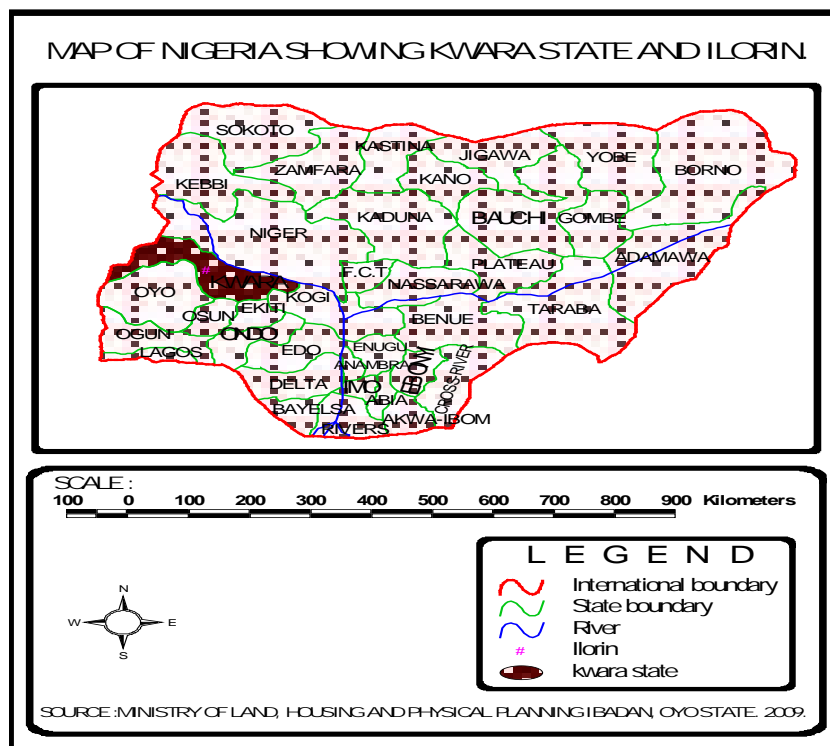 MAP OF NIGERIA SHOWING KWARA STATE AND ILORIN.
SOKOTO
KASTINA
JIGAWA
YOBE
BORNO
ZAMFARA
KANO
KEBBI
KADUNA
BAUCHI
GOMBE
NIGER
ADAMAWA
PLATEAU
F.C.T
#
KWARA
NASSARAWA
OYO
KOGI
TARABA
EKITI
OSUN
BENUE
OGUN
ONDO
LAGOS
EDO
ENUGU
ANAMBRA
EBONY
CROSS RIVER
DELTA
IMO
ABIA
BAYELSA
AKWA-IBOM
RIVERS
SCALE :
100 0 100 200 300 400 500 600 700 800 900 Kilometers
LEGEND
International boundary
State boundary
River
# Ilorin
kwara state
N
W E
S
SOURCE :MINISTRY OF LAND, HOUSING AND PHYSICAL PLANNING IBADAN, OYO STATE. 2009.